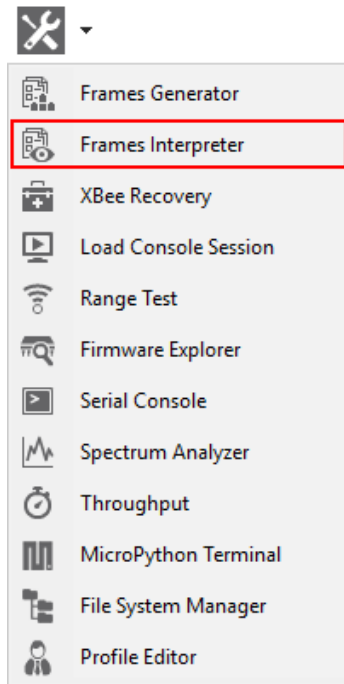 Frames Generator
Frames Interpreter
XBee Recovery
Load Console Session
Range Test
Firmware Explorer
Serial Console
Spectrum Analyzer
Throughput
MicroPython Terminal
File System Manager
Profile Editor